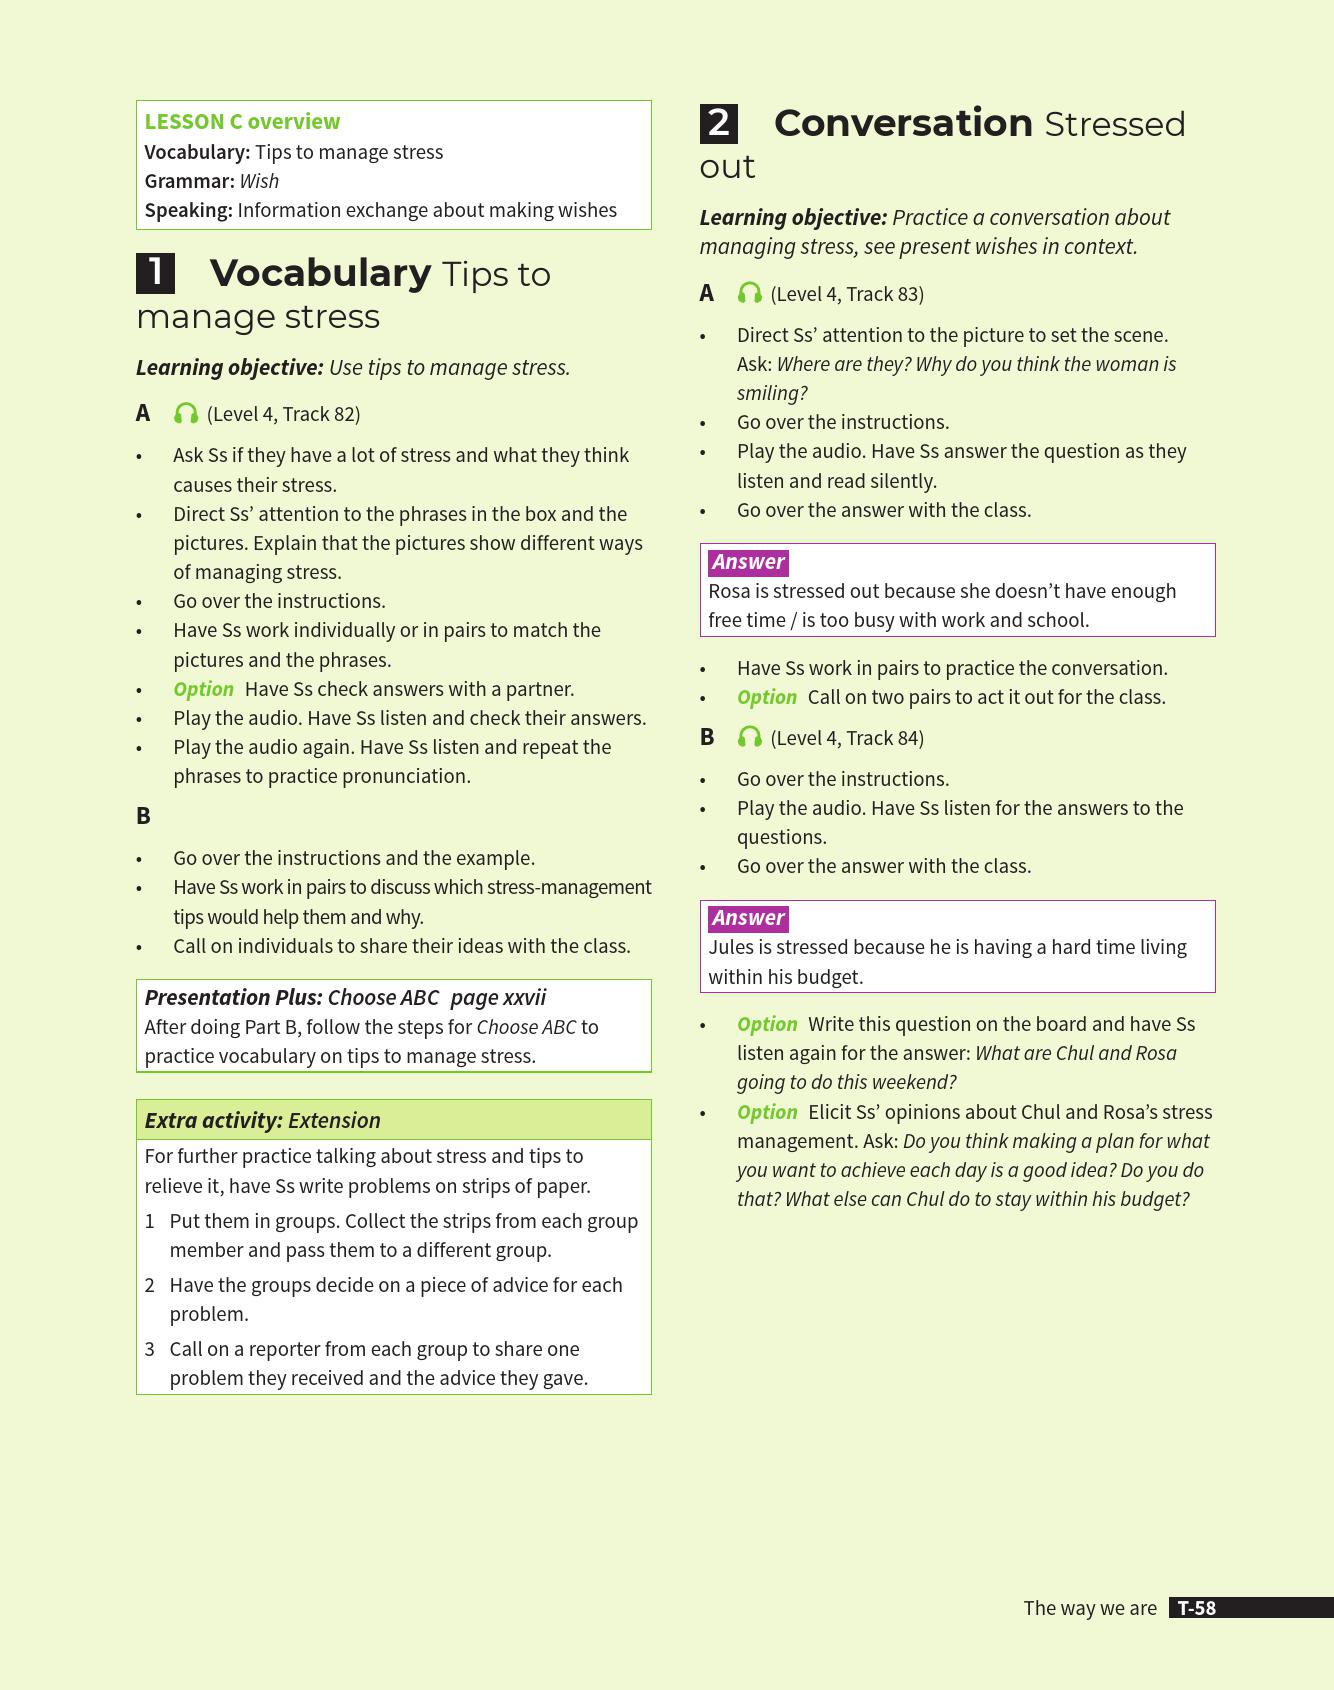 LESSON C overview
Vocabulary: Tips to manage stress
Grammar: Wish
Speaking: Information exchange about making wishes
1 Vocabulary Tips to
manage stress
Learning objective: Use tips to manage stress.
A (Level 4, Track 82)
• Ask Ss if they have a lot of stress and what they think
causes their stress.
• Direct Ss’ attention to the phrases in the box and the
pictures. Explain that the pictures show different ways
of managing stress.
• Go over the instructions.
• Have Ss work individually or in pairs to match the
pictures and the phrases.
• Option Have Ss check answers with a partner.
• Play the audio. Have Ss listen and check their answers.
• Play the audio again. Have Ss listen and repeat the
phrases to practice pronunciation.
B
• Go over the instructions and the example.
• Have Ss work in pairs to discuss which stress-management
tips would help them and why.
• Call on individuals to share their ideas with the class.
Presentation Plus: Choose ABC page xxvii
After doing Part B, follow the steps for Choose ABC to
practice vocabulary on tips to manage stress.
Extra activity: Extension
For further practice talking about stress and tips to
relieve it, have Ss write problems on strips of paper.
1 Put them in groups. Collect the strips from each group
member and pass them to a different group.
2 Have the groups decide on a piece of advice for each
problem.
3 Call on a reporter from each group to share one
problem they received and the advice they gave.
2 Conversation Stressed
out
Learning objective: Practice a conversation about
managing stress, see present wishes in context.
A (Level 4, Track 83)
• Direct Ss’ attention to the picture to set the scene.
Ask: Where are they? Why do you think the woman is
smiling?
• Go over the instructions.
• Play the audio. Have Ss answer the question as they
listen and read silently.
• Go over the answer with the class.
Answer
Rosa is stressed out because she doesn’t have enough
free time / is too busy with work and school.
• Have Ss work in pairs to practice the conversation.
• Option Call on two pairs to act it out for the class.
B (Level 4, Track 84)
• Go over the instructions.
• Play the audio. Have Ss listen for the answers to the
questions.
• Go over the answer with the class.
Answer
Jules is stressed because he is having a hard time living
within his budget.
• Option Write this question on the board and have Ss
listen again for the answer: What are Chul and Rosa
going to do this weekend?
• Option Elicit Ss’ opinions about Chul and Rosa’s stress
management. Ask: Do you think making a plan for what
you want to achieve each day is a good idea? Do you do
that? What else can Chul do to stay within his budget?
The way we are T-58